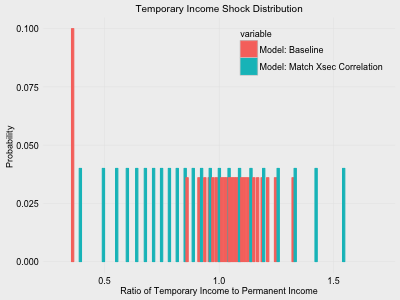 Temporary Income Shock Distribution
variable
Model: Baseline
Model: Match Xsec Correlation
Probability
0.100
0.075
0.050
0.025
0.000
0.5 1.0 1.5
Ratio of Temporary Income to Permanent Income